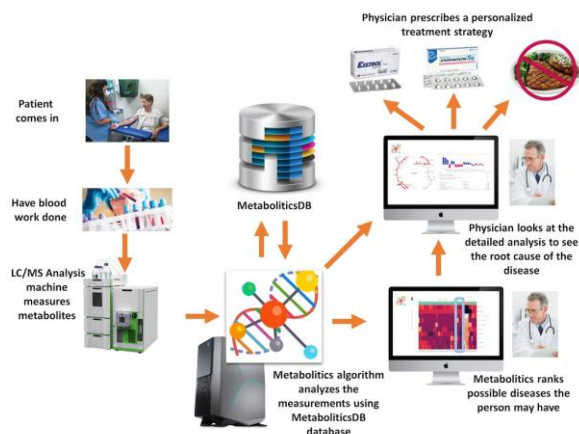 Physician prescribes a personalized
treatment strategy
Patient
comes in
Have blood
work done
LC/MS Analysis
machine
measures
metabolites
MetaboliticsDB
Metabolitics algorithm
analyzes the
measurements using
MetaboliticsDB
database
Physician looks at the
detailed analysis to see
the root cause of the
disease
Metabolitics ranks
possible diseases the
person may have